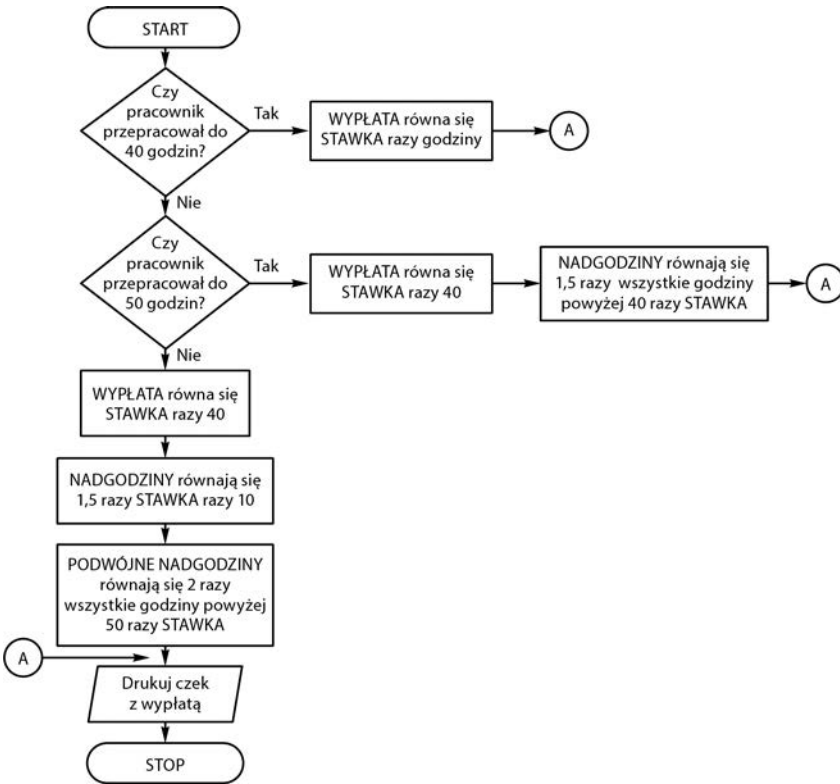 START
Czy
pracownik
przepracował do
40 godzin?
Tak
WYPŁATA równa się
STAWKA razy godziny
A
Nie
Czy
pracownik
przepracował do
50 godzin?
Tak
WYPŁATA równa się
STAWKA razy 40
NADGODZINY równają się
1,5 razy wszystkie godziny
powyżej 40 razy STAWKA
A
Nie
WYPŁATA równa się
STAWKA razy 40
NADGODZINY równają się
1,5 razy STAWKA razy 10
PODWÓJNE NADGODZINY
równają się 2 razy
wszystkie godziny powyżej
50 razy STAWKA
A
Drukuj czek
z wypłatą
STOP